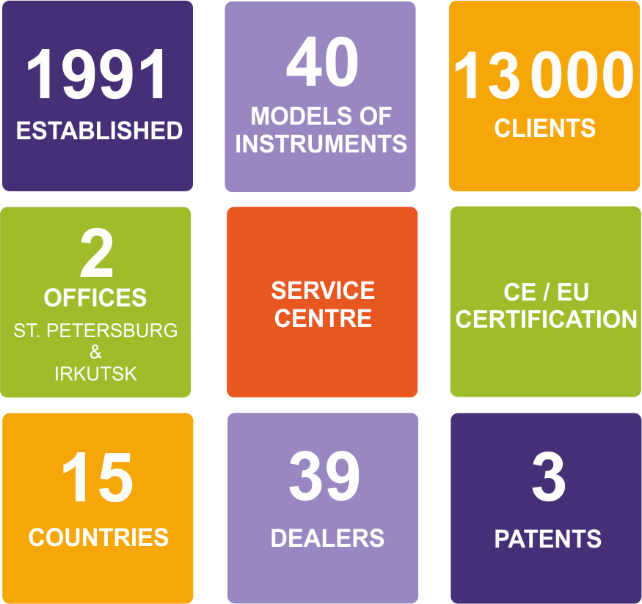 1991
ESTABLISHED
40
MODELS OF
INSTRUMENTS
13 000
CLIENTS
2
OFFICES
ST. PETERSBURG
&
IRKUTSK
SERVICE
CENTRE
CE / EU
CERTIFICATION
15
COUNTRIES
39
DEALERS
3
PATENTS